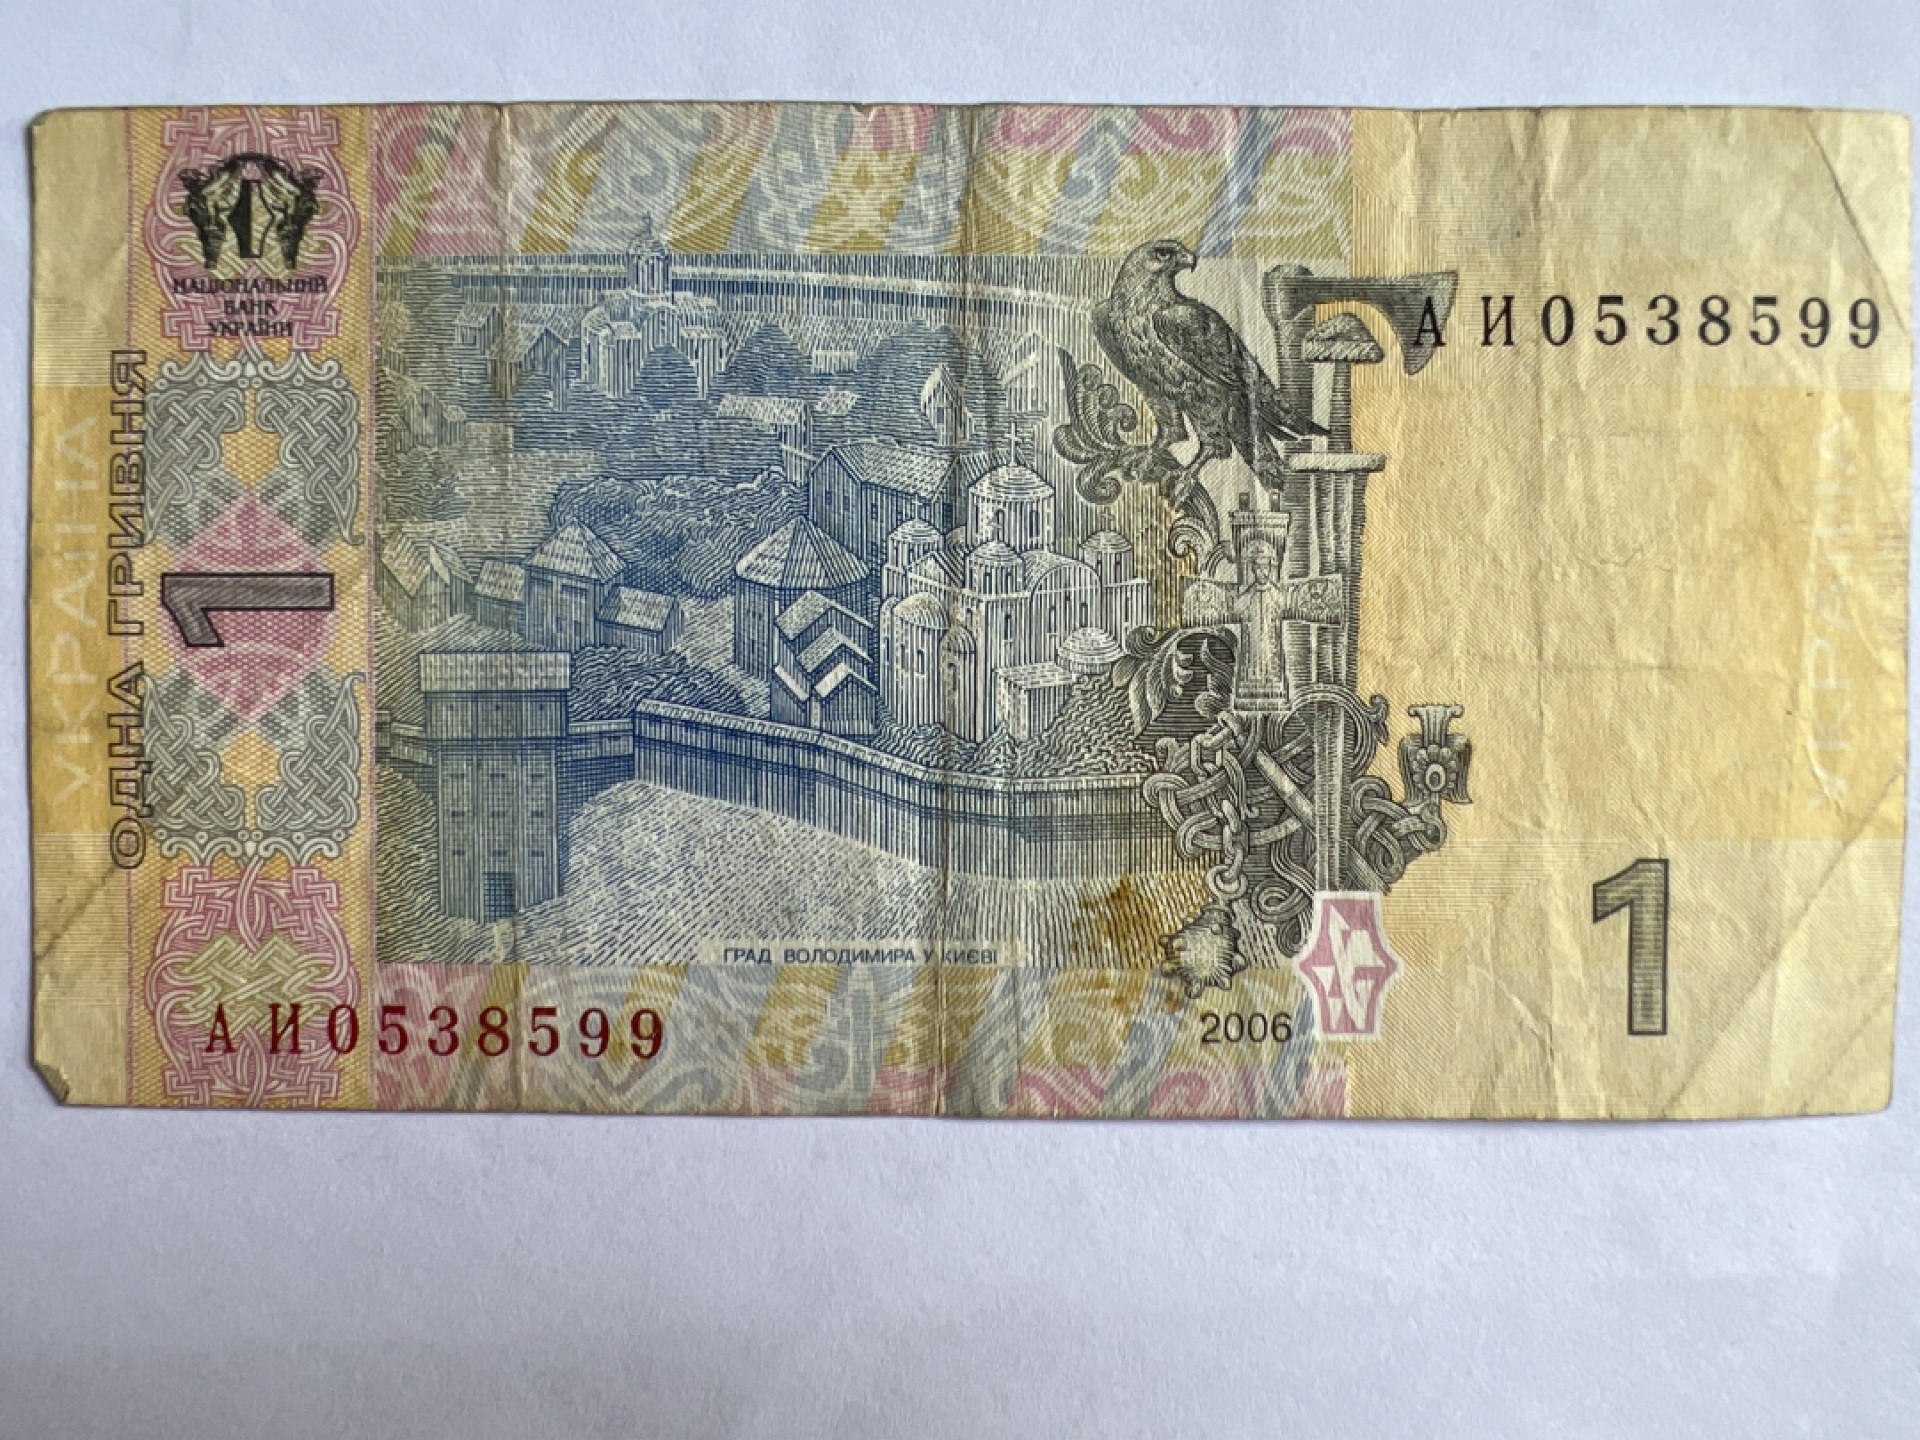 НАЦІОНАЛЬНИЙ
БАНК
УКРАЇНИ
АИ0538599
УКРАЇНА
ОДНА ГРИВНЯ
1
УКРАЇНА
ГРАД ВОЛОДИМИРА У КИЄВІ
АИ0538599
2006
1